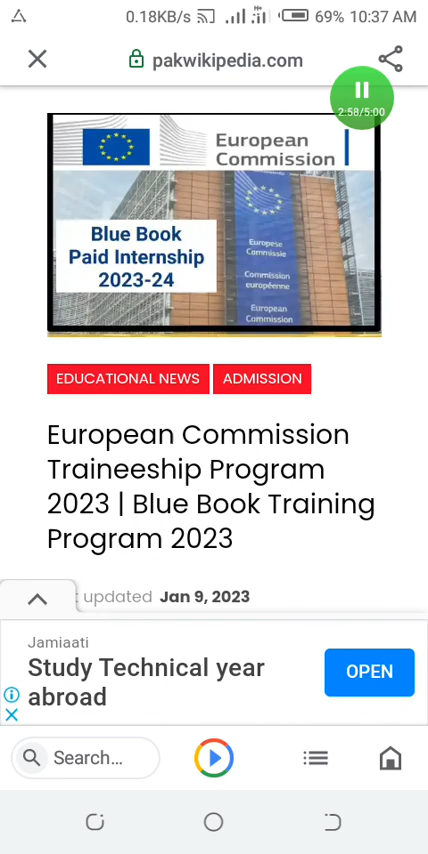 0.18KB/s H+ 69% 10:37 AM
pakwikipedia.com
2:58/5:00
European
Commission
Blue Book
Paid Internship
2023-24
Europese
Commissie
Commission
européenne
European
Commission
EDUCATIONAL NEWS ADMISSION
European Commission
Traineeship Program
2023 | Blue Book Training
Program 2023
t updated Jan 9, 2023
Jamiaati
Study Technical year
abroad
OPEN
Search...